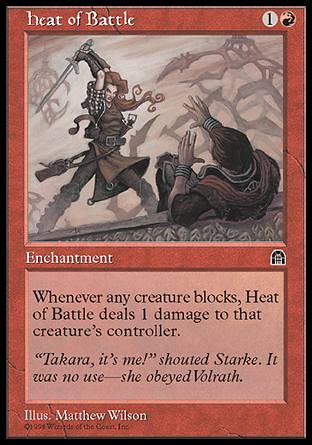 Heat of Battle 1
Enchantment
Whenever any creature blocks, Heat
of Battle deals 1 damage to that
creature's controller.
"Takara, it's me!" shouted Starke. It
was no use—she obeyed Volrath.
Illus. Matthew Wilson
©1998 Wizards of the Coast, Inc.